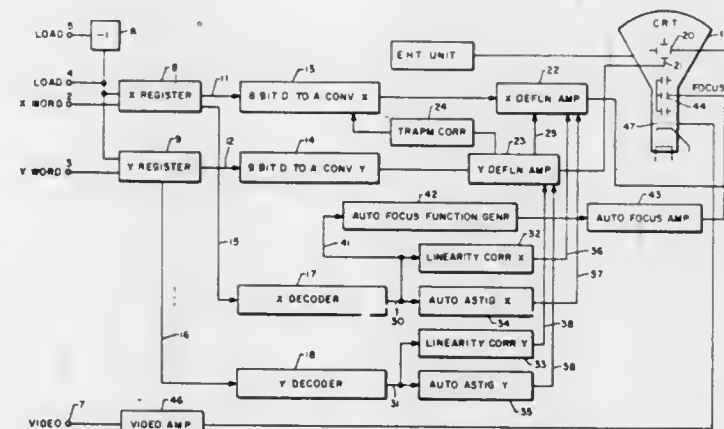 5
LOAD
-1
R
CRT
1
20
21
EHT UNIT
LOAD
4
8
11
13
22
X REGISTER
8 BIT D TO A CONV X
X DEFLN AMP
FOCUS
44
X WORD
2
24
TRAPM CORR
47
9
12
14
25
23
Y WORD
3
Y REGISTER
9 BIT D TO A CONV Y
Y DEFLN AMP
42
43
AUTO FOCUS FUNCTION GENR
AUTO FOCUS AMP
32
41
36
15
LINEARITY CORR X
37
17
X DECODER
30
AUTO ASTIG X
34
38
16
LINEARITY CORR Y
33
38
18
Y DECODER
31
AUTO ASTIG Y
35
7
46
VIDEO
VIDEO AMP